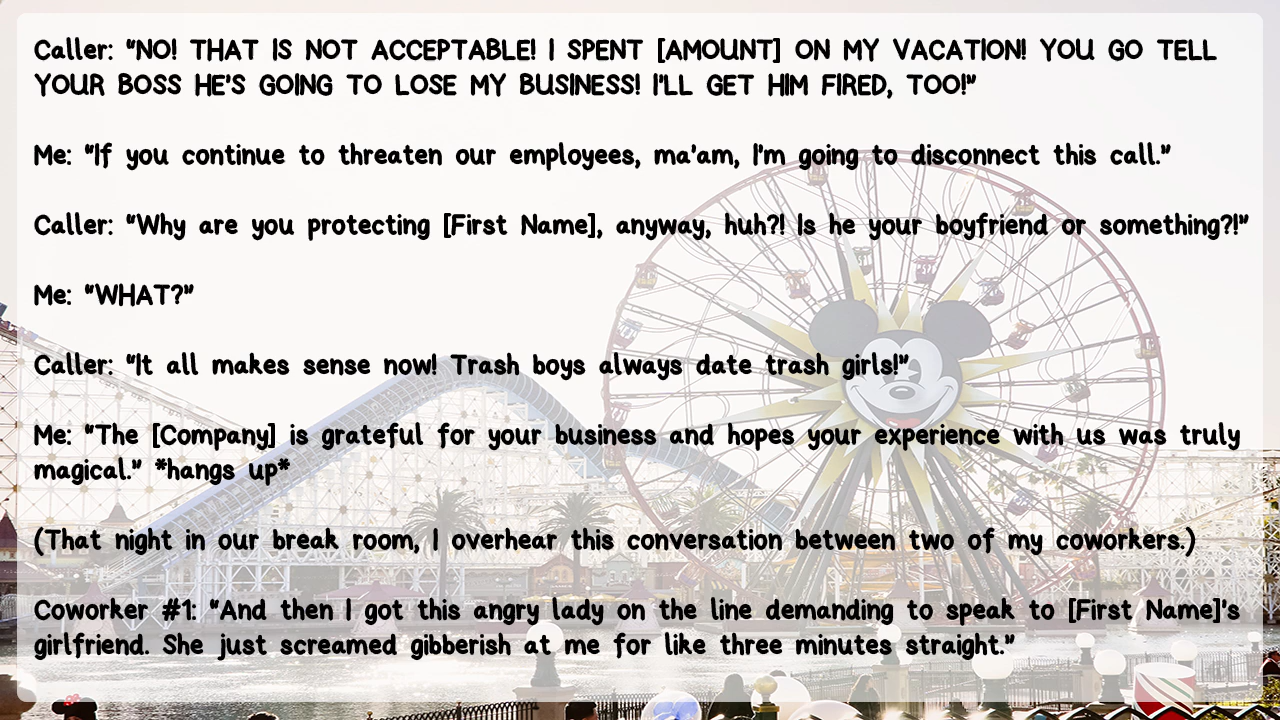 Caller: "NO! THAT IS NOT ACCEPTABLE! I SPENT [AMOUNT] ON MY VACATION! YOU GO TELL
YOUR BOSS HE'S GOING TO LOSE MY BUSINESS! I'LL GET HIM FIRED, TOO!"
Me: "If you continue to threaten our employees, ma'am, I'm going to disconnect this call."
Caller: "Why are you protecting [First Name], anyway, huh?! Is he your boyfriend or something?!"
Me: "WHAT?"
Caller: "It all makes sense now! Trash boys always date trash girls!"
Me: "The [Company] is grateful for your business and hopes your experience with us was truly
magical." *hangs up*
(That night in our break room, I overhear this conversation between two of my coworkers.)
Coworker #1: "And then I got this angry lady on the line demanding to speak to [First Name]'s
girlfriend. She just screamed gibberish at me for like three minutes straight."